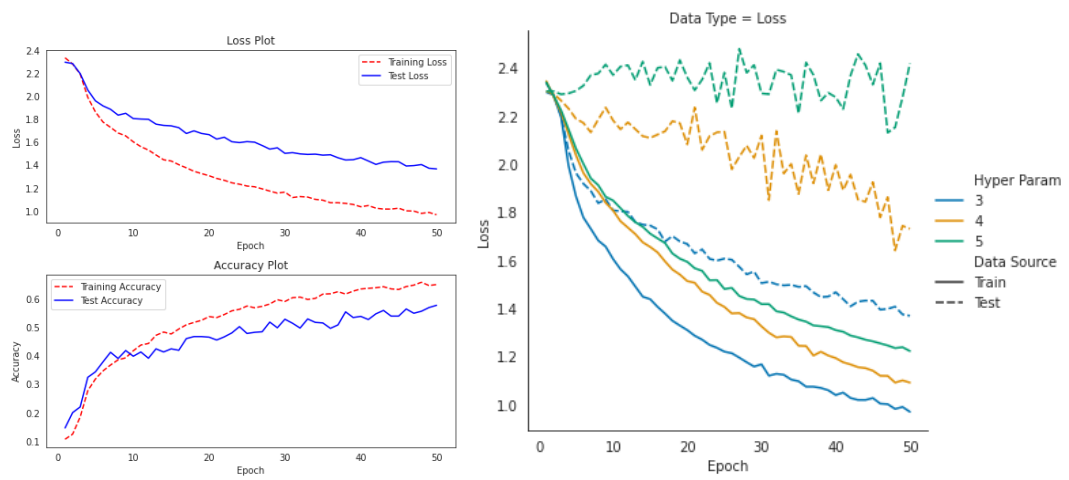 Loss Plot
2.4
2.2
2.0
1.8
1.6
1.4
1.2
1.0
Loss
Training Loss
Test Loss
0 10 20 30 40 50
Epoch
Accuracy Plot
0.6
0.5
0.4
0.3
0.2
0.1
Accuracy
Training Accuracy
Test Accuracy
0 10 20 30 40 50
Epoch
Data Type = Loss
2.4
2.2
2.0
1.8
1.6
1.4
1.2
1.0
Loss
0 10 20 30 40 50
Epoch
Hyper Param
3
4
5
Data Source
Train
Test